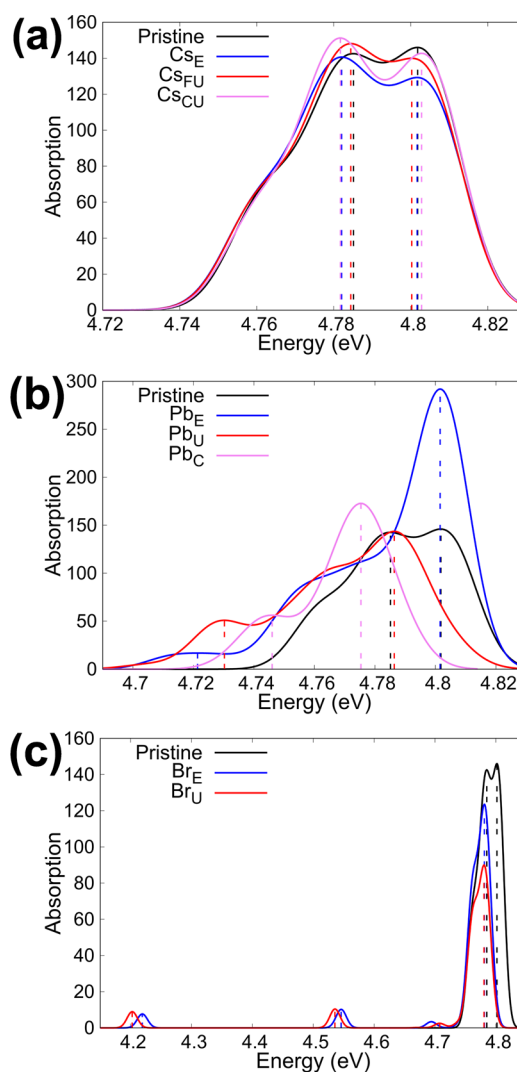 (a)
Pristine
Cs_E
Cs_FU
Cs_CU
Absorption
160
140
120
100
80
60
40
20
0
4.72 4.74 4.76 4.78 4.8 4.82
Energy (eV)
(b)
Pristine
Pb_E
Pb_U
Pb_C
Absorption
300
250
200
150
100
50
0
4.7 4.72 4.74 4.76 4.78 4.8 4.82
Energy (eV)
(c)
Pristine
Br_E
Br_U
Absorption
160
140
120
100
80
60
40
20
0
4.2 4.3 4.4 4.5 4.6 4.7 4.8
Energy (eV)